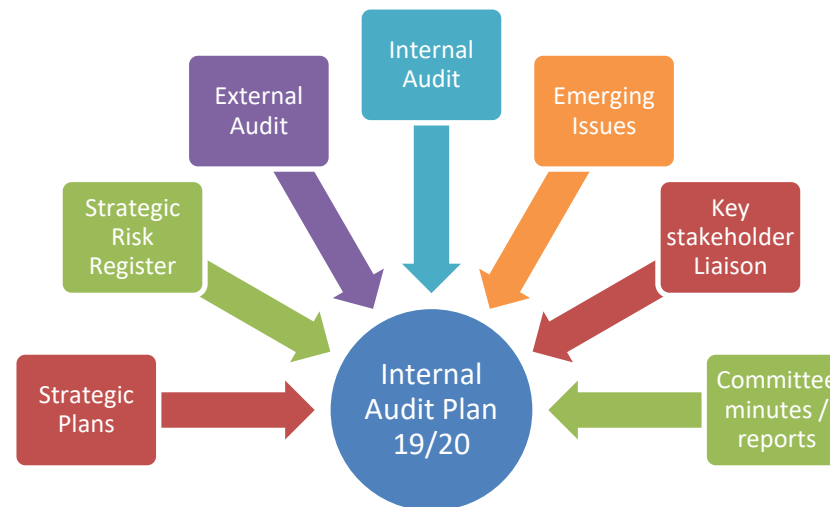 Internal
Audit
External
Audit
Emerging
Issues
Strategic
Risk
Register
Key
stakeholder
Liaison
Strategic
Plans
Internal
Audit Plan
19/20
Committee
minutes /
reports